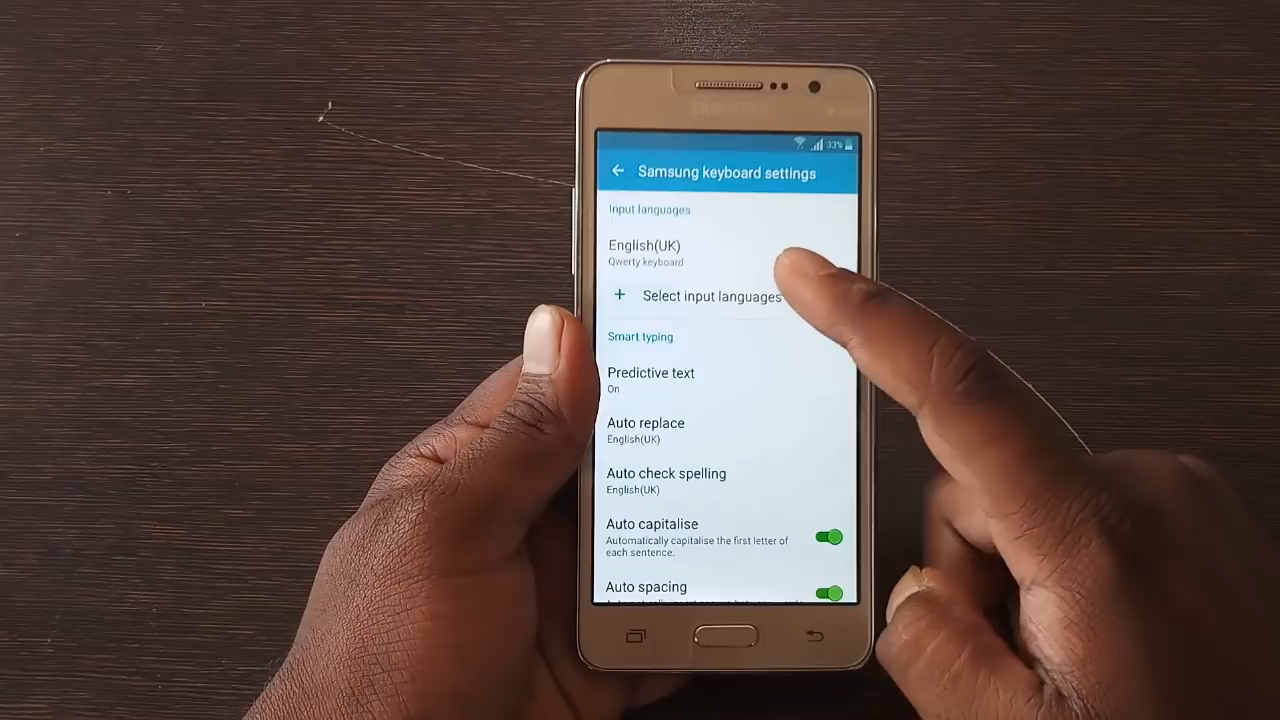 SAMSUNG
33%
Samsung keyboard settings
Input languages
English(UK)
Qwerty keyboard
+ Select input languages
Smart typing
Predictive text
On
Auto replace
English(UK)
Auto check spelling
English(UK)
Auto capitalise
Automatically capitalise the first letter of
each sentence.
Auto spacing